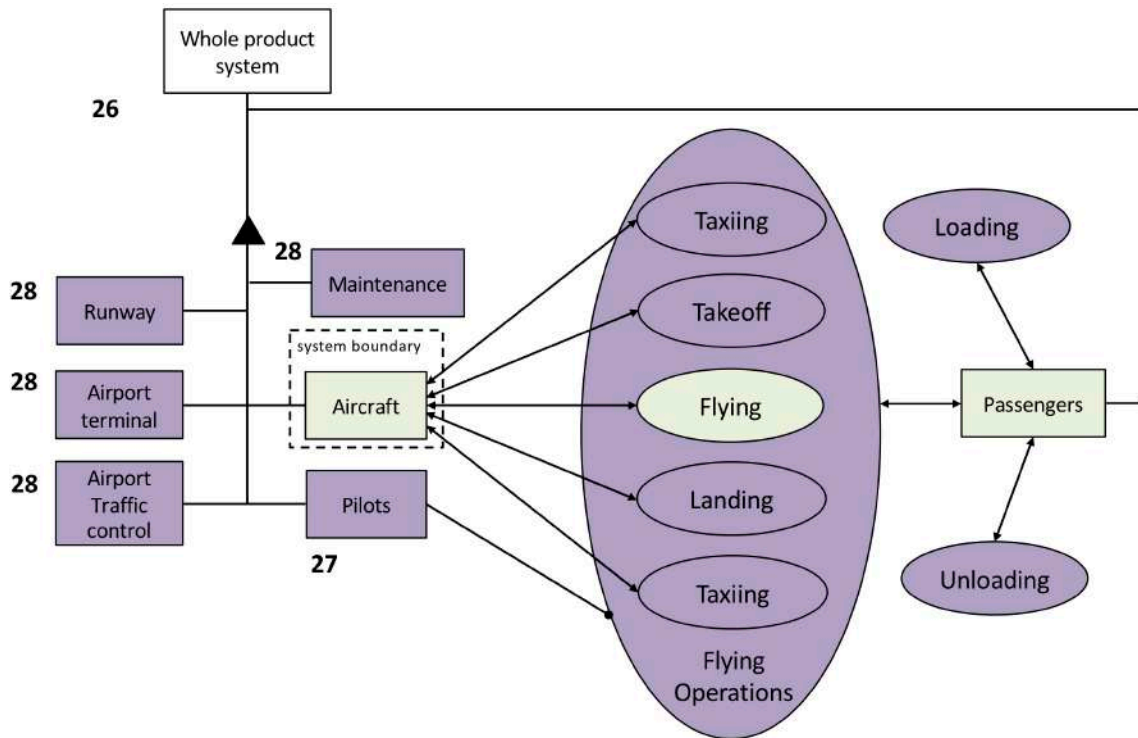 Whole product
system
26
Taxiing
Loading
28
Maintenance
28
Runway
Takeoff
system boundary
28
Airport
terminal
Aircraft
Flying
Passengers
28
Airport
Traffic
control
Pilots
Landing
27
Unloading
Taxiing
Flying
Operations